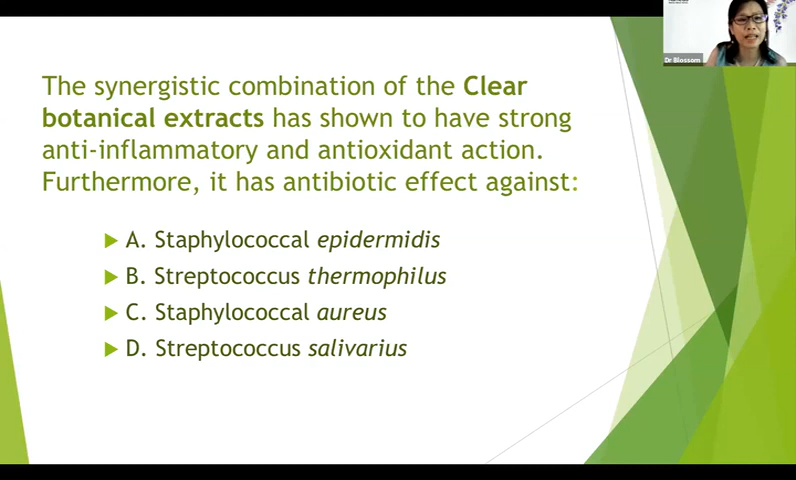 Dr Blossom
The synergistic combination of the Clear
botanical extracts has shown to have strong
anti-inflammatory and antioxidant action.
Furthermore, it has antibiotic effect against:
A. Staphylococcal epidermidis
B. Streptococcus thermophilus
C. Staphylococcal aureus
D. Streptococcus salivarius